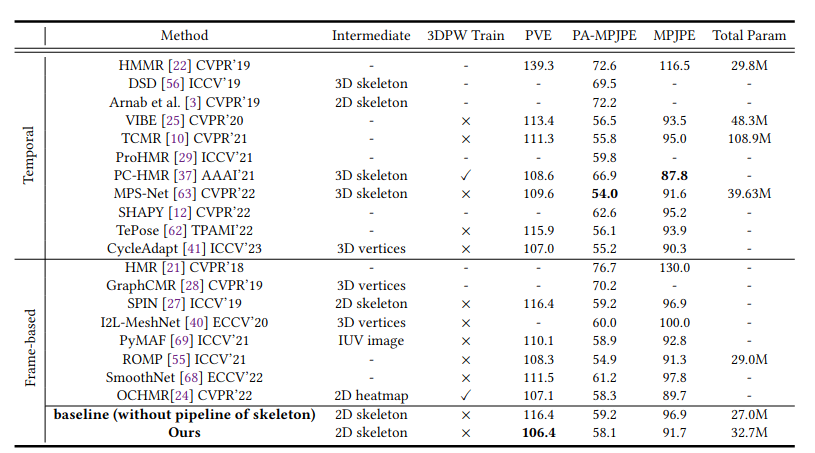 Method Intermediate 3DPW Train PVE PA-MPJPE MPJPE Total Param
Temporal
HMMR [22] CVPR'19 - - 139.3 72.6 116.5 29.8M
DSD [56] ICCV'19 3D skeleton - - 69.5 - -
Arnab et al. [3] CVPR'19 2D skeleton - - 72.2 - -
VIBE [25] CVPR'20 - × 113.4 56.5 93.5 48.3M
TCMR [10] CVPR'21 - × 111.3 55.8 95.0 108.9M
ProHMR [29] ICCV'21 - - - 59.8 - -
PC-HMR [37] AAAI'21 3D skeleton ✓ 108.6 66.9 87.8 -
MPS-Net [63] CVPR'22 3D skeleton × 109.6 54.0 91.6 39.63M
SHAPY [12] CVPR'22 - - - 62.6 95.2 -
TePose [62] TPAMI'22 - × 115.9 56.1 93.9 -
CycleAdapt [41] ICCV'23 3D vertices × 107.0 55.2 90.3 -
Frame-based
HMR [21] CVPR'18 - - - 76.7 130.0 -
GraphCMR [28] CVPR'19 3D vertices - - 70.2 - -
SPIN [27] ICCV'19 2D skeleton × 116.4 59.2 96.9 -
I2L-MeshNet [40] ECCV'20 3D vertices × - 60.0 100.0 -
PyMAF [69] ICCV'21 IUV image × 110.1 58.9 92.8 -
ROMP [55] ICCV'21 - × 108.3 54.9 91.3 29.0M
SmoothNet [68] ECCV'22 - × 111.5 61.2 97.8 -
OCHMR[24] CVPR'22 2D heatmap ✓ 107.1 58.3 89.7 -
baseline (without pipeline of skeleton) 2D skeleton × 116.4 59.2 96.9 27.0M
Ours 2D skeleton × 106.4 58.1 91.7 32.7M